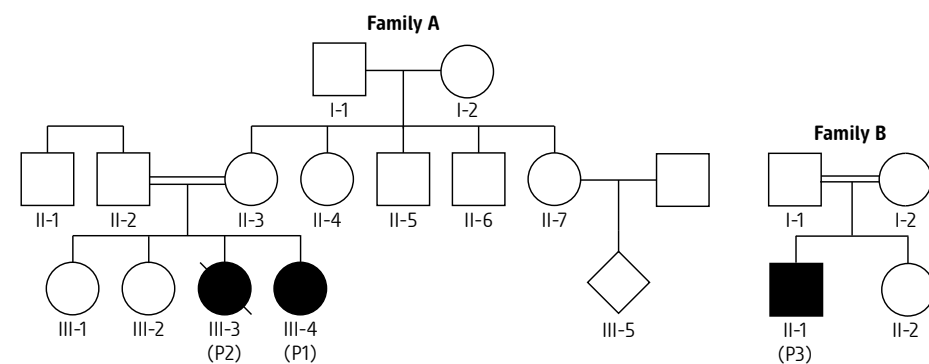 Family A
I-1 I-2
Family B
II-1 II-2 II-3 II-4 II-5 II-6 II-7 I-1 I-2
III-1 III-2 III-3 III-4 III-5 II-1 II-2
(P2) (P1) (P3)